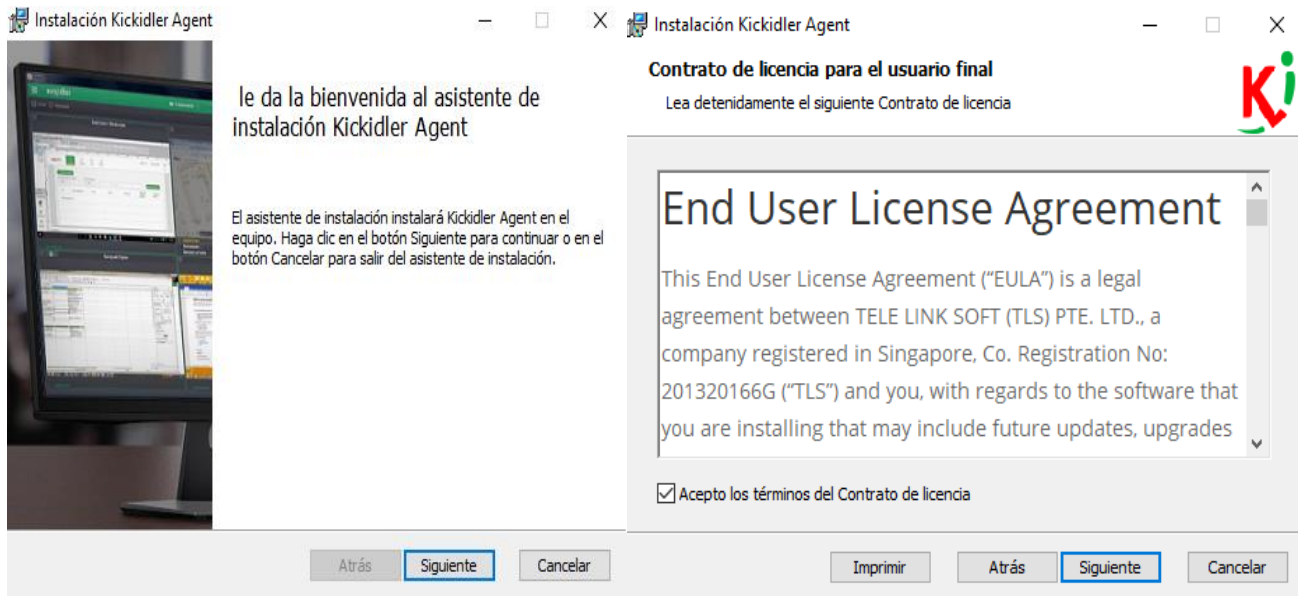 Instalación Kickidler Agent
le da la bienvenida al asistente de
instalación Kickidler Agent
El asistente de instalación instalará Kickidler Agent en el
equipo. Haga clic en el botón Siguiente para continuar o en el
botón Cancelar para salir del asistente de instalación.
Atrás
Siguiente
Cancelar
Instalación Kickidler Agent
Contrato de licencia para el usuario final
Lea detenidamente el siguiente Contrato de licencia
Ki
End User License Agreement
This End User License Agreement (“EULA”) is a legal
agreement between TELE LINK SOFT (TLS) PTE. LTD., a
company registered in Singapore, Co. Registration No:
201320166G (“TLS”) and you, with regards to the software that
you are installing that may include future updates, upgrades
Acepto los términos del Contrato de licencia
Imprimir
Atrás
Siguiente
Cancelar